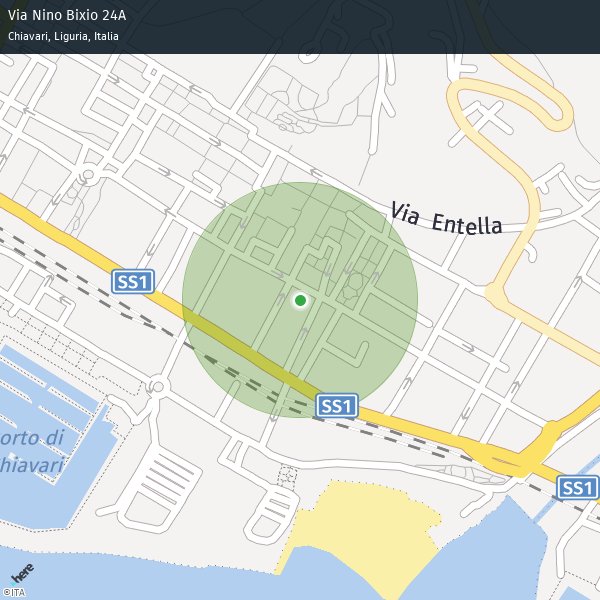 Via Nino Bixio 24A
Chiavari, Liguria, Italia
Via Entella
SS1
SS1
orto di
hiavari
SS1
here
©ITA